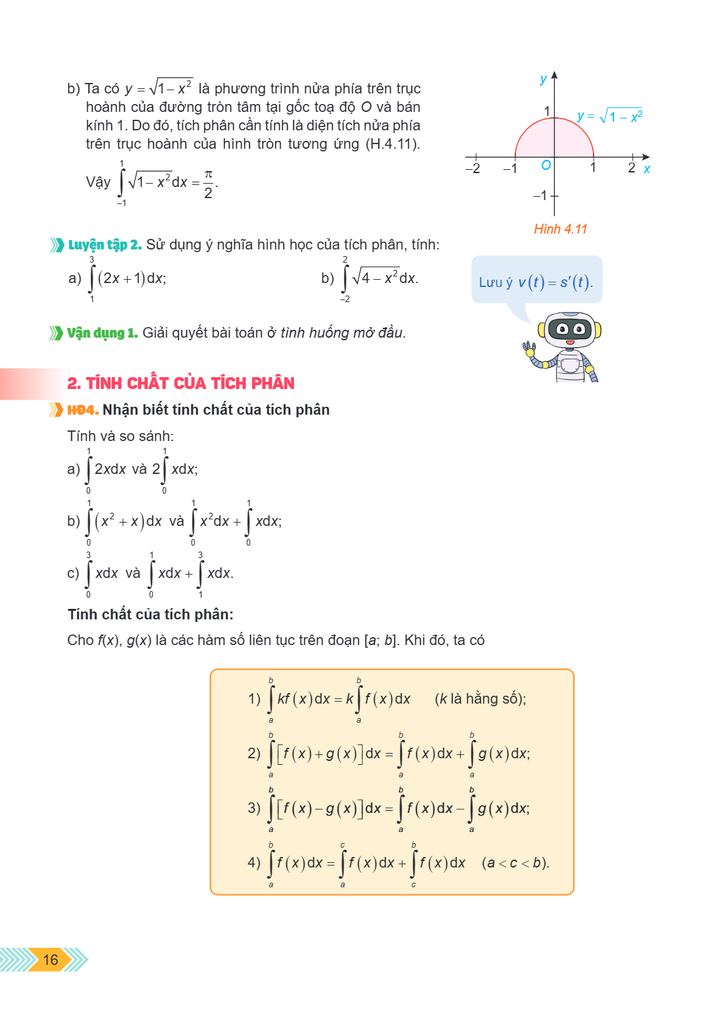 b) Ta có y = √(1 – x²) là phương trình nửa phía trên trục
hoành của đường tròn tâm tại gốc toạ độ O và bán
kính 1. Do đó, tích phân cần tính là diện tích nửa phía
trên trục hoành của hình tròn tương ứng (H.4.11).
Vậy ∫₋₁¹ √(1 – x²) dx = π/2.
y
1
y = √(1 – x²)
–2 –1 O 1 2 x
–1
Hình 4.11
Luyện tập 2. Sử dụng ý nghĩa hình học của tích phân, tính:
a) ∫₁³ (2x + 1)dx; b) ∫₋₂² √(4 – x²) dx.
Lưu ý v(t) = s′(t).
Vận dụng 1. Giải quyết bài toán ở tình huống mở đầu.
2. TÍNH CHẤT CỦA TÍCH PHÂN
HĐ4. Nhận biết tính chất của tích phân
Tính và so sánh:
a) ∫₀¹ 2xdx và 2∫₀¹ xdx;
b) ∫₀¹ (x² + x)dx và ∫₀¹ x²dx + ∫₀¹ xdx;
c) ∫₀³ xdx và ∫₀¹ xdx + ∫₁³ xdx.
Tính chất của tích phân:
Cho f(x), g(x) là các hàm số liên tục trên đoạn [a; b]. Khi đó, ta có
1) ∫ₐᵇ kf(x)dx = k∫ₐᵇ f(x)dx (k là hằng số);
2) ∫ₐᵇ [f(x) + g(x)]dx = ∫ₐᵇ f(x)dx + ∫ₐᵇ g(x)dx;
3) ∫ₐᵇ [f(x) – g(x)]dx = ∫ₐᵇ f(x)dx – ∫ₐᵇ g(x)dx;
4) ∫ₐᵇ f(x)dx = ∫ₐᶜ f(x)dx + ∫_c^b f(x)dx (a < c < b).
16